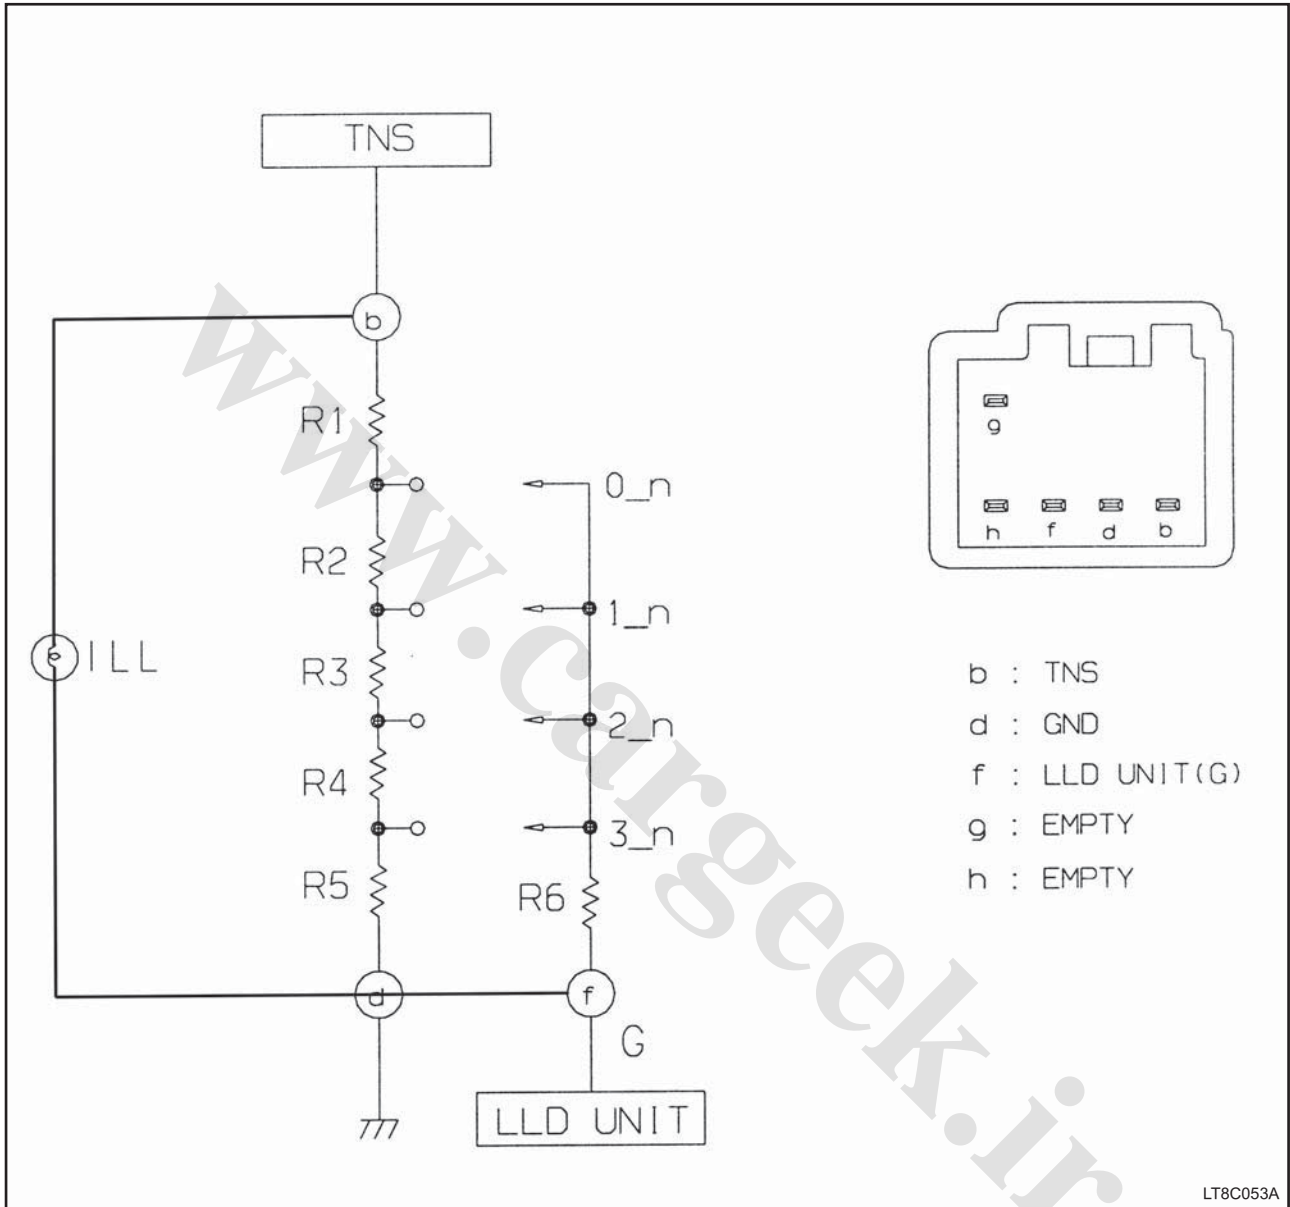 TNS
b
R1
0_n
g
h f d b
R2
1_n
ILL
R3
2_n
R4
3_n
R5
R6
b : TNS
d : GND
f : LLD UNIT(G)
g : EMPTY
h : EMPTY
d
f
G
LLD UNIT
www.cargeek.ir
LT8C053A